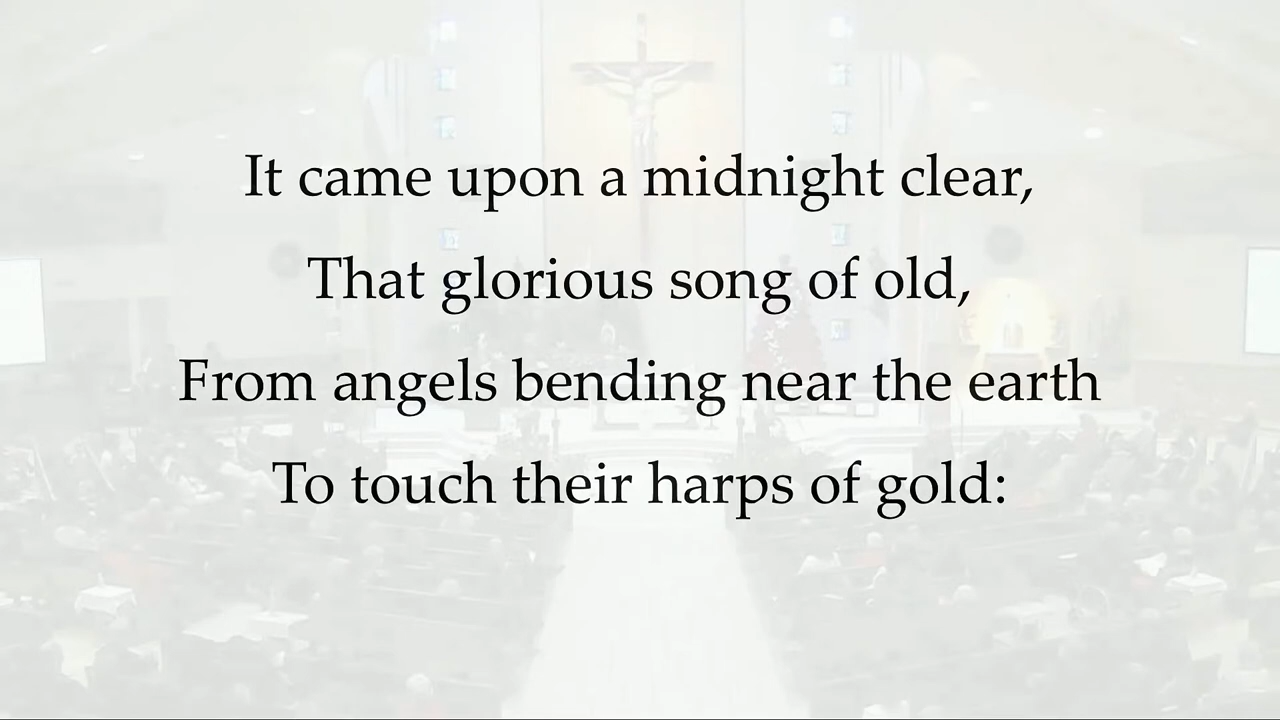 It came upon a midnight clear,
That glorious song of old,
From angels bending near the earth
To touch their harps of gold: